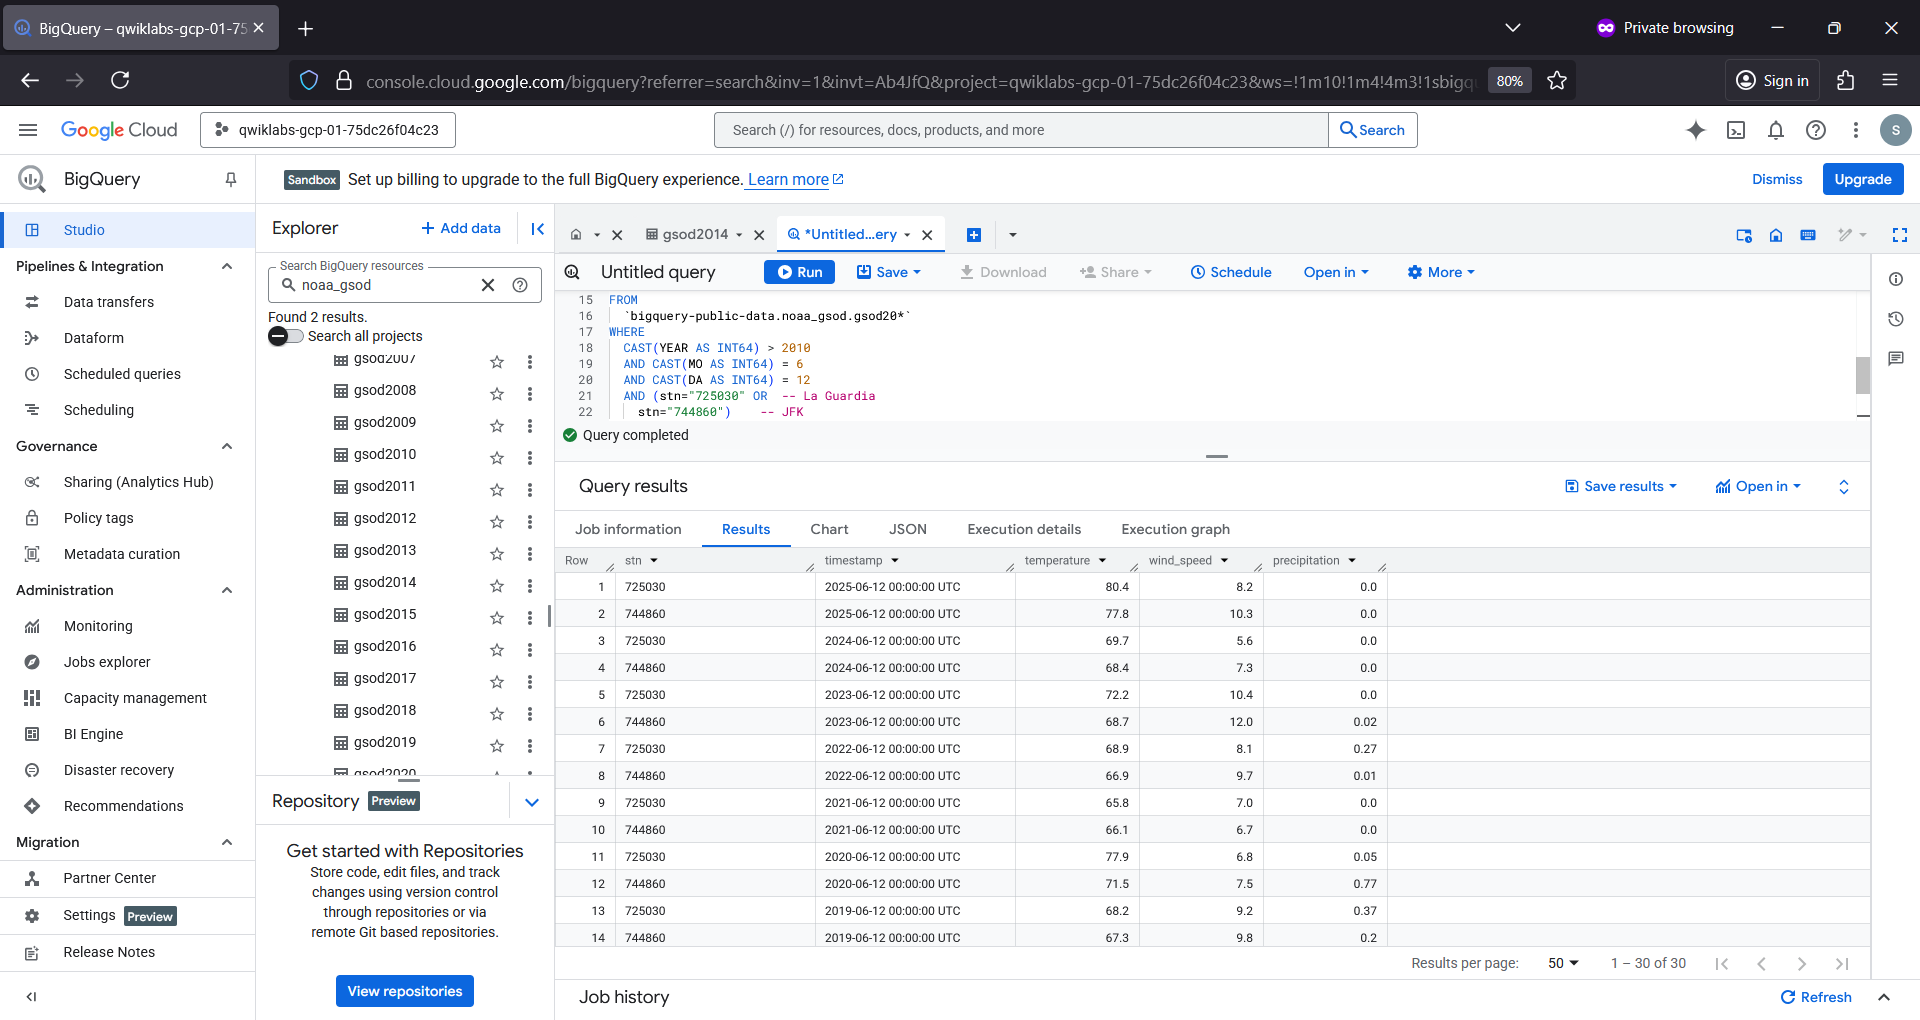 BigQuery – qwiklabs-gcp-01-75
Private browsing
console.cloud.google.com/bigquery?referrer=search&inv=1&invt=Ab4JfQ&project=qwiklabs-gcp-01-75dc26f04c23&ws=!1m10!1m4!4m3!1sbigqu
80%
Sign in
Google Cloud
qwiklabs-gcp-01-75dc26f04c23
Search (/) for resources, docs, products, and more
Search
S
BigQuery
Sandbox Set up billing to upgrade to the full BigQuery experience. Learn more
Dismiss
Upgrade
Studio
Pipelines & Integration
Data transfers
Dataform
Scheduled queries
Scheduling
Governance
Sharing (Analytics Hub)
Policy tags
Metadata curation
Administration
Monitoring
Jobs explorer
Capacity management
BI Engine
Disaster recovery
Recommendations
Migration
Partner Center
Settings Preview
Release Notes
Explorer
+ Add data
Search BigQuery resources
noaa_gsod
Found 2 results.
Search all projects
gsod2007
gsod2008
gsod2009
gsod2010
gsod2011
gsod2012
gsod2013
gsod2014
gsod2015
gsod2016
gsod2017
gsod2018
gsod2019
gsod2020
Repository Preview
Get started with Repositories
Store code, edit files, and track
changes using version control
through repositories or via
remote Git based repositories.
View repositories
gsod2014
*Untitled...ery
Untitled query
Run
Save
Download
Share
Schedule
Open in
More
15 FROM
16 `bigquery-public-data.noaa_gsod.gsod20*`
17 WHERE
18 CAST(YEAR AS INT64) > 2010
19 AND CAST(MO AS INT64) = 6
20 AND CAST(DA AS INT64) = 12
21 AND (stn="725030" OR -- La Guardia
22 stn="744860") -- JFK
Query completed
Query results
Save results
Open in
Job information Results Chart JSON Execution details Execution graph
Row stn timestamp temperature wind_speed precipitation
1 725030 2025-06-12 00:00:00 UTC 80.4 8.2 0.0
2 744860 2025-06-12 00:00:00 UTC 77.8 10.3 0.0
3 725030 2024-06-12 00:00:00 UTC 69.7 5.6 0.0
4 744860 2024-06-12 00:00:00 UTC 68.4 7.3 0.0
5 725030 2023-06-12 00:00:00 UTC 72.2 10.4 0.0
6 744860 2023-06-12 00:00:00 UTC 68.7 12.0 0.02
7 725030 2022-06-12 00:00:00 UTC 68.9 8.1 0.27
8 744860 2022-06-12 00:00:00 UTC 66.9 9.7 0.01
9 725030 2021-06-12 00:00:00 UTC 65.8 7.0 0.0
10 744860 2021-06-12 00:00:00 UTC 66.1 6.7 0.0
11 725030 2020-06-12 00:00:00 UTC 77.9 6.8 0.05
12 744860 2020-06-12 00:00:00 UTC 71.5 7.5 0.77
13 725030 2019-06-12 00:00:00 UTC 68.2 9.2 0.37
14 744860 2019-06-12 00:00:00 UTC 67.3 9.8 0.2
Results per page: 50 1 – 30 of 30
Job history
Refresh